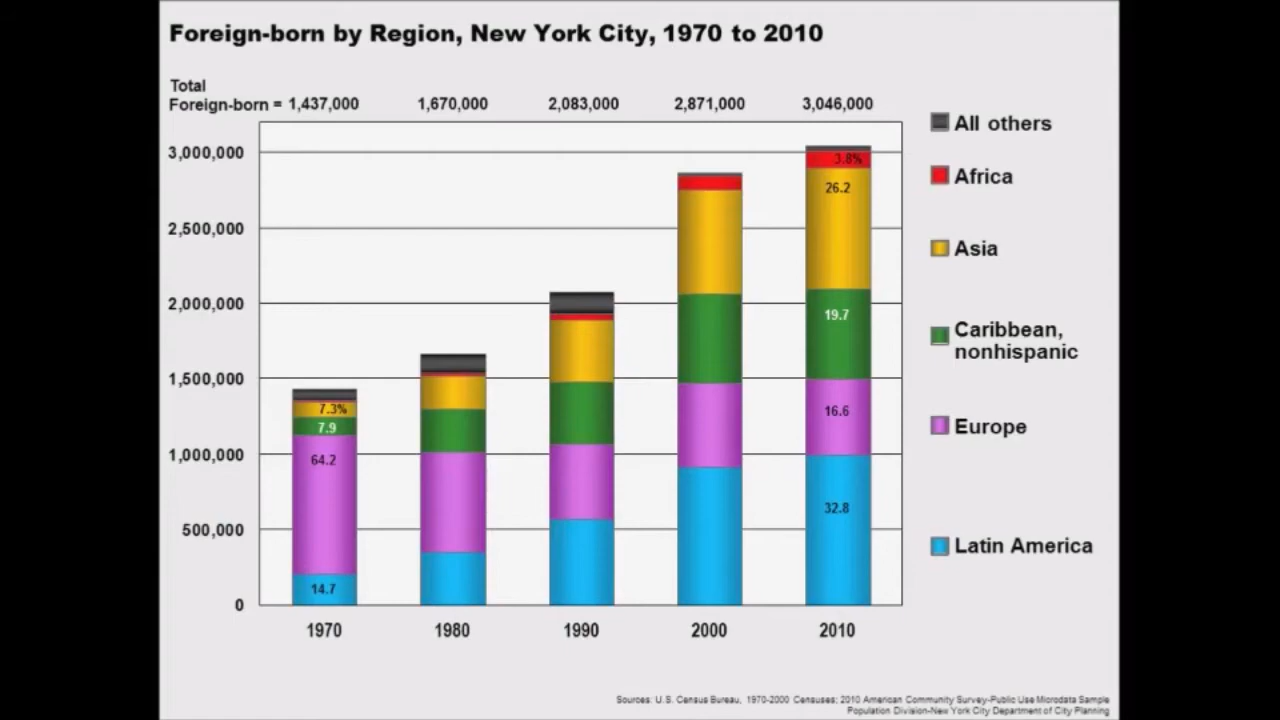 Foreign-born by Region, New York City, 1970 to 2010
Total
Foreign-born = 1,437,000 1,670,000 2,083,000 2,871,000 3,046,000
All others
Africa
Asia
Caribbean,
nonhispanic
Europe
Latin America
3,000,000
2,500,000
2,000,000
1,500,000
1,000,000
500,000
0
7.3%
7.9
64.2
14.7
3.8%
26.2
19.7
16.6
32.8
1970 1980 1990 2000 2010
Sources: U.S. Census Bureau, 1970-2000 Censuses; 2010 American Community Survey-Public Use Microdata Sample
Population Division-New York City Department of City Planning